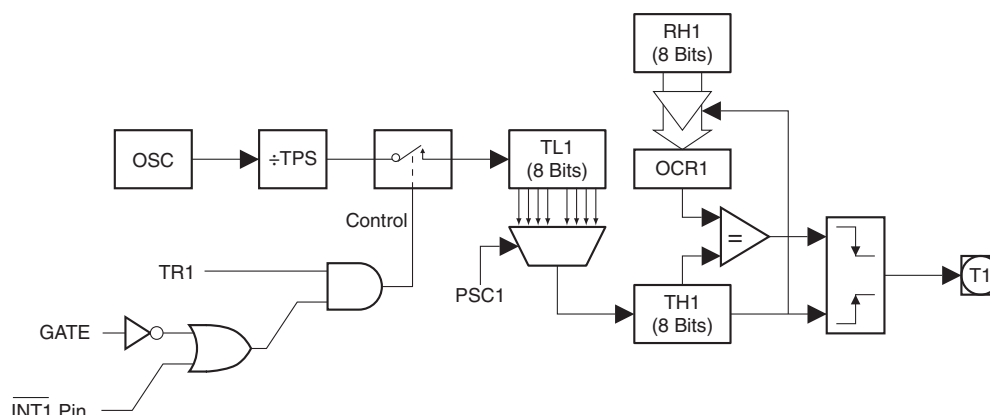 RH1
(8 Bits)
OSC
÷TPS
TL1
(8 Bits)
OCR1
Control
=
TR1
PSC1
T1
TH1
(8 Bits)
GATE
INT1 Pin